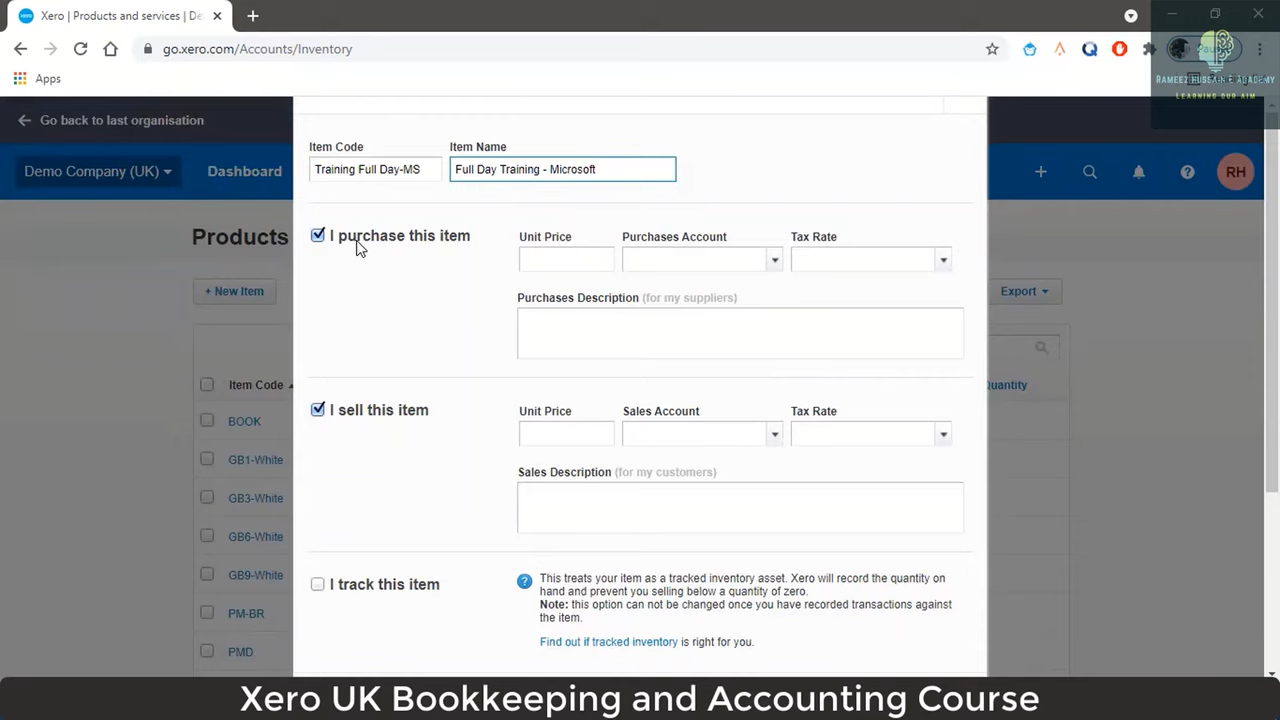 Xero | Products and services | De
go.xero.com/Accounts/Inventory
Apps
RAMEEZ HUSSAIN E ACADEMY
LEARNING OUR AIM
Go back to last organisation
Demo Company (UK)
Dashboard
RH
Products
+ New Item
Export
Item Code
Quantity
BOOK
GB1-White
GB3-White
GB6-White
GB9-White
PM-BR
PMD
Item Code Item Name
Training Full Day-MS Full Day Training - Microsoft
I purchase this item
Unit Price Purchases Account Tax Rate
Purchases Description (for my suppliers)
I sell this item
Unit Price Sales Account Tax Rate
Sales Description (for my customers)
I track this item
This treats your item as a tracked inventory asset. Xero will record the quantity on
hand and prevent you selling below a quantity of zero.
Note: this option can not be changed once you have recorded transactions against
the item.
Find out if tracked inventory is right for you.
Xero UK Bookkeeping and Accounting Course